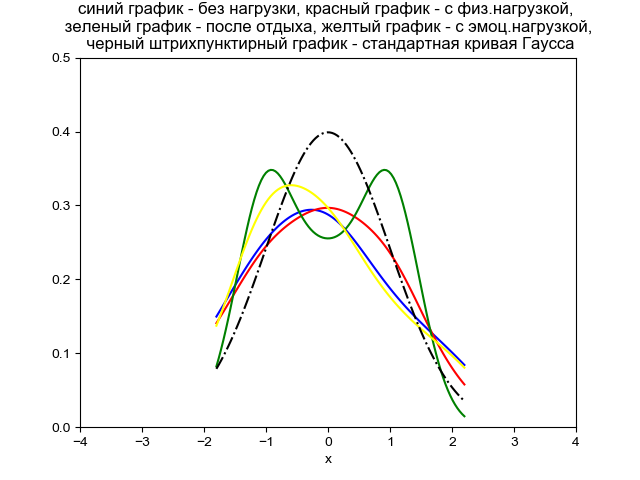 синий график - без нагрузки, красный график - с физ.нагрузкой,
зеленый график - после отдыха, желтый график - с эмоц.нагрузкой,
черный штрихпунктирный график - стандартная кривая Гаусса
0.5
0.4
0.3
0.2
0.1
0.0
−4 −3 −2 −1 0 1 2 3 4
x